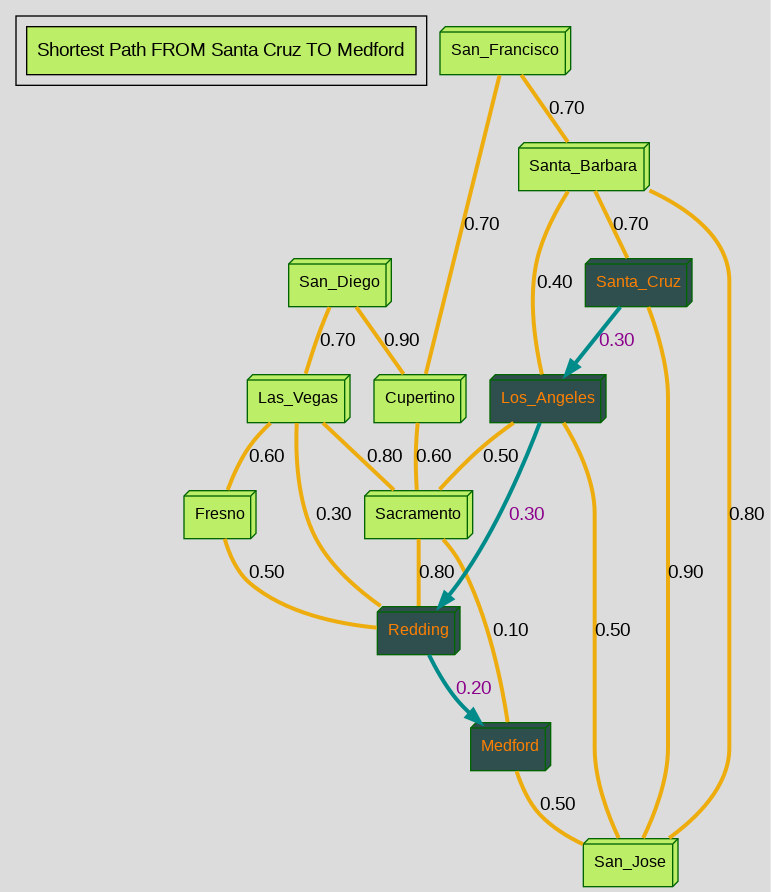 Shortest Path FROM Santa Cruz TO Medford
San_Francisco
0.70
Santa_Barbara
0.70
0.70
San_Diego
0.40
Santa_Cruz
0.70
0.90
0.30
Las_Vegas
Cupertino
Los_Angeles
0.60
0.80
0.60
0.50
Fresno
0.30
Sacramento
0.30
0.80
0.50
0.80
0.90
Redding
0.10
0.50
0.20
Medford
0.50
San_Jose